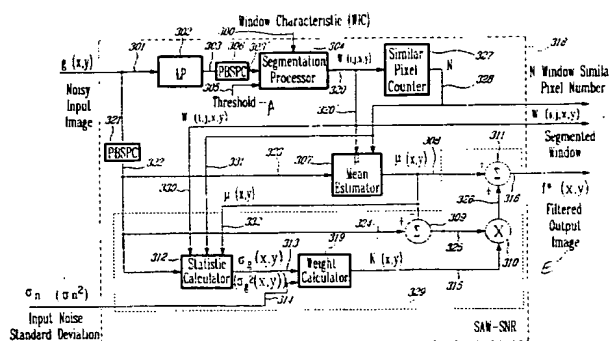 Window Characteristic (WIC)
300
302
306
304
327
318
g (x,y)
301
LP
303
PBSPC
Segmentation Processor
W (i,j,x,y)
Similar Pixel Counter
N
328
Noisy Input Image
305
Threshold
320
329
N Window Similar Pixel Number
W (i,j,x,y)
Segmented Window
321
PBSPC
322
323
331
330
307
Mean Estimator
308
μ (x,y)
311
Σ
316
f* (x,y)
Filtered Output Image
μ (x,y)
332
324
Σ
309
325
326
X
310
312
Statistic Calculator
313
319
Weight Calculator
K (x,y)
315
314
329
σn (σn²)
Input Noise Standard Deviation
SAW-SNR